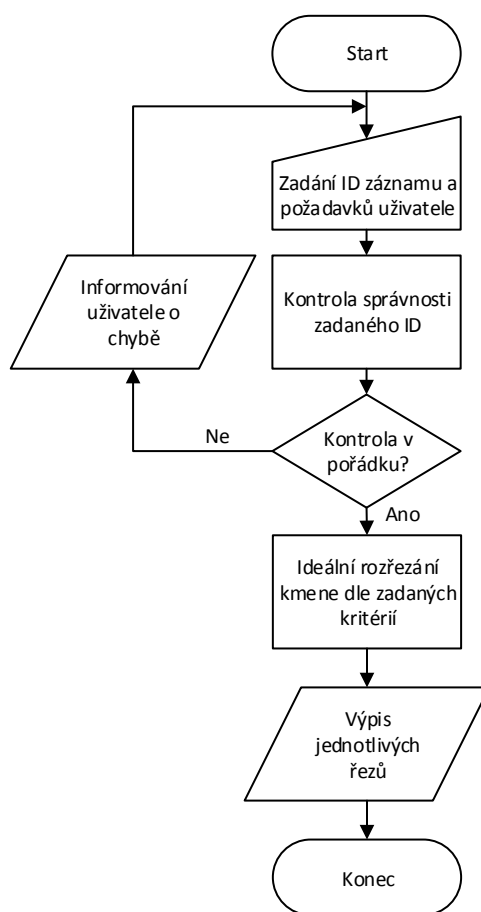 Start
Zadání ID záznamu a
požadavků uživatele
Informování
uživatele o
chybě
Kontrola správnosti
zadaného ID
Ne
Kontrola v
pořádku?
Ano
Ideální rozřezání
kmene dle zadaných
kritérií
Výpis
jednotlivých
řezů
Konec